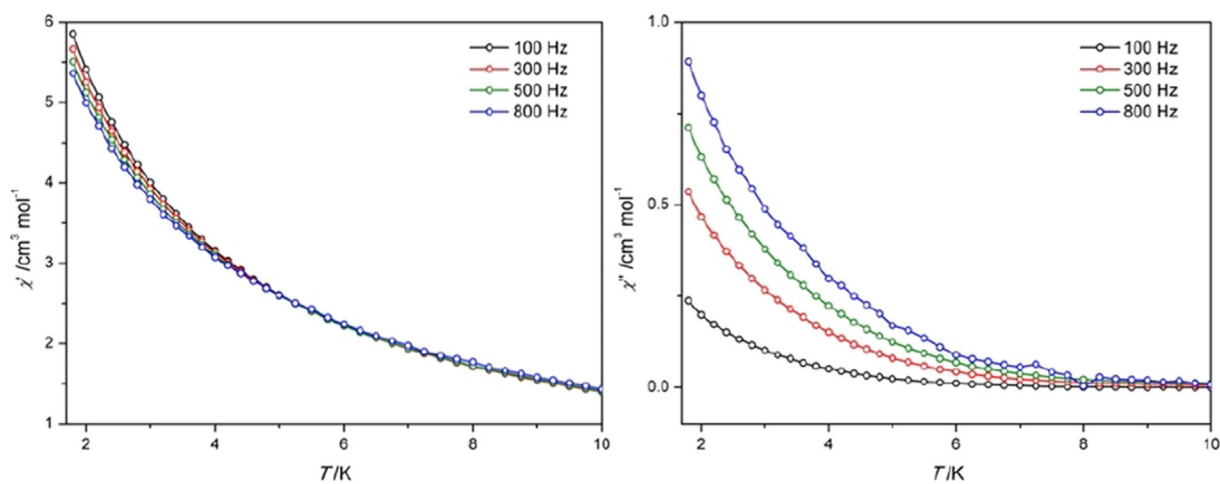 6
5
4
3
2
1
χ' /cm³ mol⁻¹
100 Hz
300 Hz
500 Hz
800 Hz
2 4 6 8 10
T /K
1.0
0.5
0.0
χ" /cm³ mol⁻¹
100 Hz
300 Hz
500 Hz
800 Hz
2 4 6 8 10
T /K